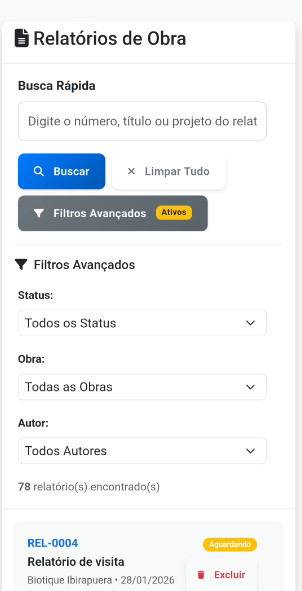 Relatórios de Obra
Busca Rápida
Digite o número, título ou projeto do relat
Buscar
Limpar Tudo
Filtros Avançados Ativos
Filtros Avançados
Status:
Todos os Status
Obra:
Todas as Obras
Autor:
Todos Autores
78 relatório(s) encontrado(s)
REL-0004
Aguardando
Relatório de visita
Biotique Ibirapuera • 28/01/2026
Excluir